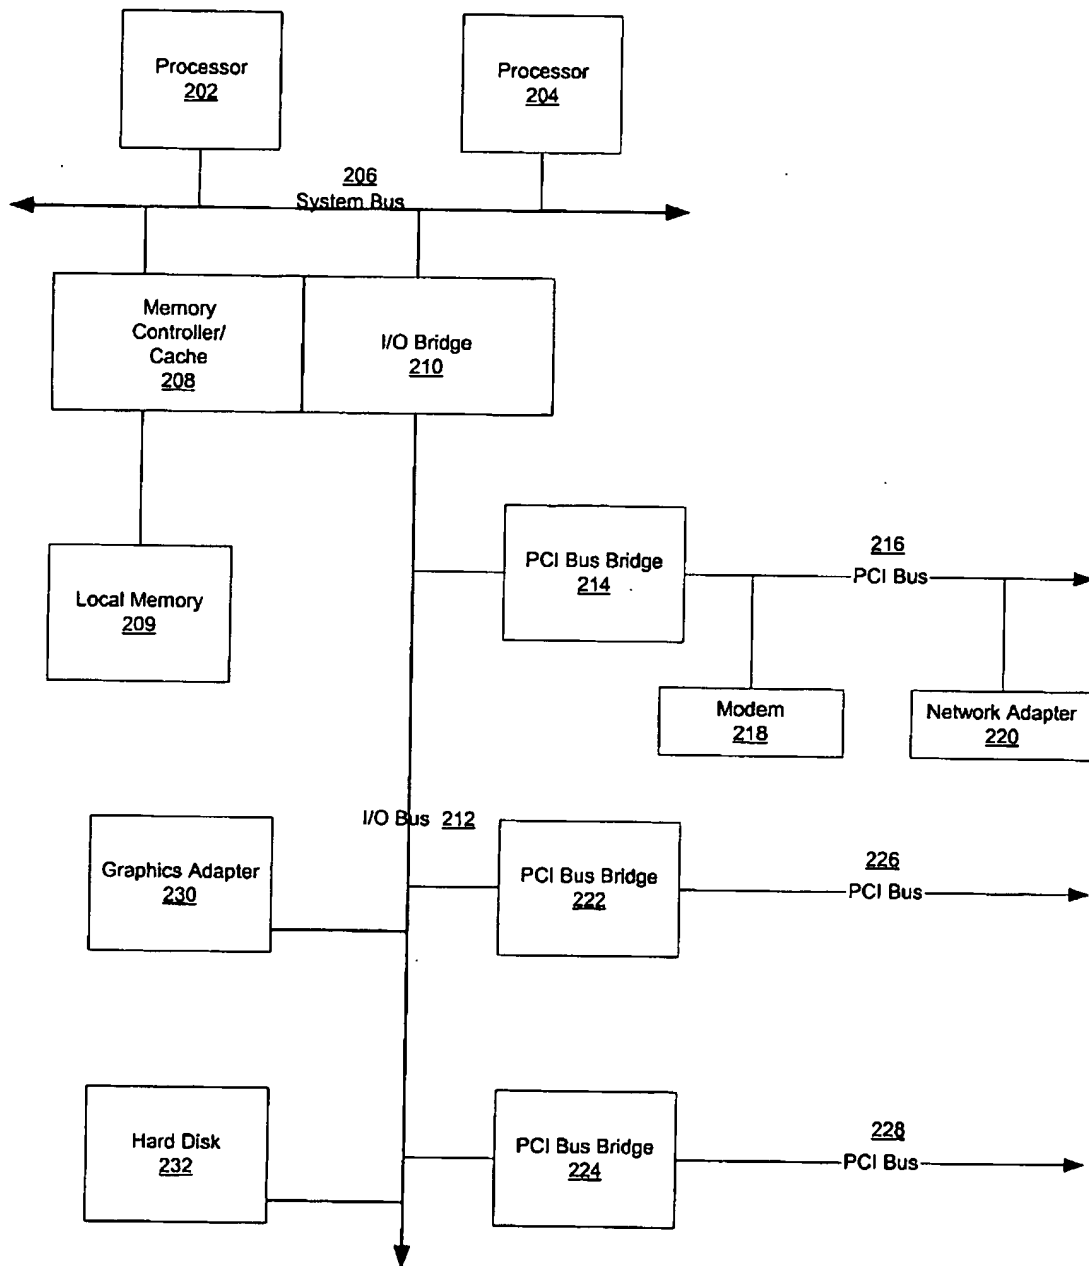 Processor
202
Processor
204
206
System Bus
Memory
Controller/
Cache
208
I/O Bridge
210
Local Memory
209
PCI Bus Bridge
214
216
PCI Bus
Modem
218
Network Adapter
220
I/O Bus 212
Graphics Adapter
230
PCI Bus Bridge
222
226
PCI Bus
Hard Disk
232
PCI Bus Bridge
224
228
PCI Bus